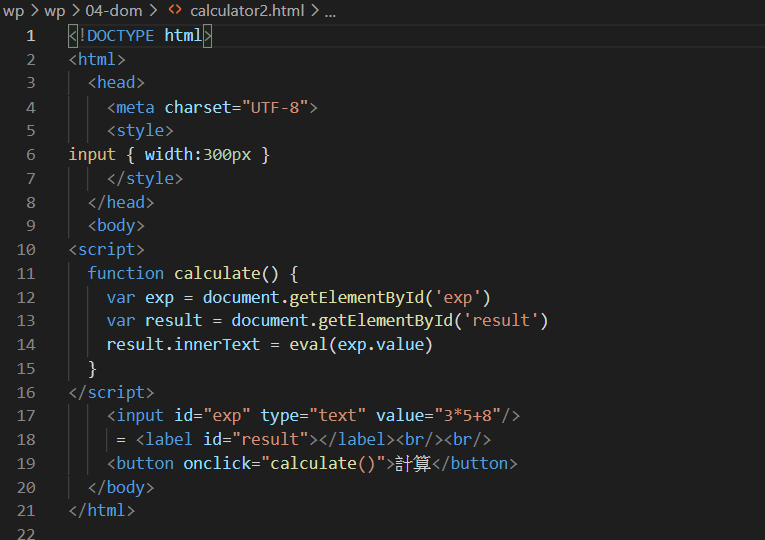 wp > wp > 04-dom > <> calculator2.html > ...
1 <!DOCTYPE html>
2 <html>
3   <head>
4     <meta charset="UTF-8">
5     <style>
6 input { width:300px }
7     </style>
8   </head>
9   <body>
10 <script>
11   function calculate() {
12     var exp = document.getElementById('exp')
13     var result = document.getElementById('result')
14     result.innerText = eval(exp.value)
15   }
16 </script>
17     <input id="exp" type="text" value="3*5+8"/>
18      = <label id="result"></label><br/><br/>
19     <button onclick="calculate()">計算</button>
20   </body>
21 </html>
22